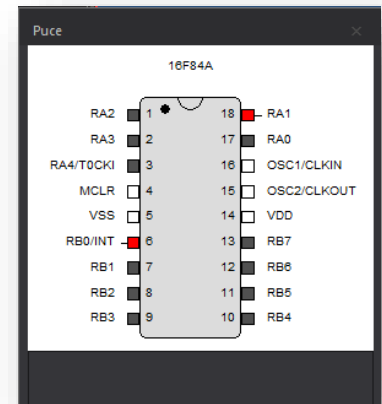 Puce
16F84A
RA2 1 18 RA1
RA3 2 17 RA0
RA4/T0CKI 3 16 OSC1/CLKIN
MCLR 4 15 OSC2/CLKOUT
VSS 5 14 VDD
RB0/INT 6 13 RB7
RB1 7 12 RB6
RB2 8 11 RB5
RB3 9 10 RB4